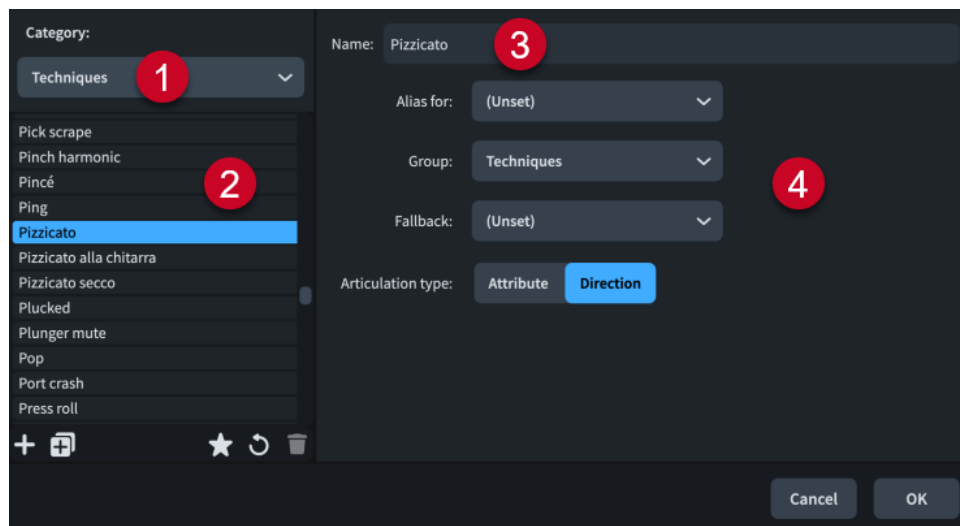 Category:
Techniques
1
Pick scrape
Pinch harmonic
Pincé
2
Ping
Pizzicato
Pizzicato alla chitarra
Pizzicato secco
Plucked
Plunger mute
Pop
Port crash
Press roll
Name: Pizzicato
3
Alias for: (Unset)
Group: Techniques
4
Fallback: (Unset)
Articulation type: Attribute Direction
Cancel OK